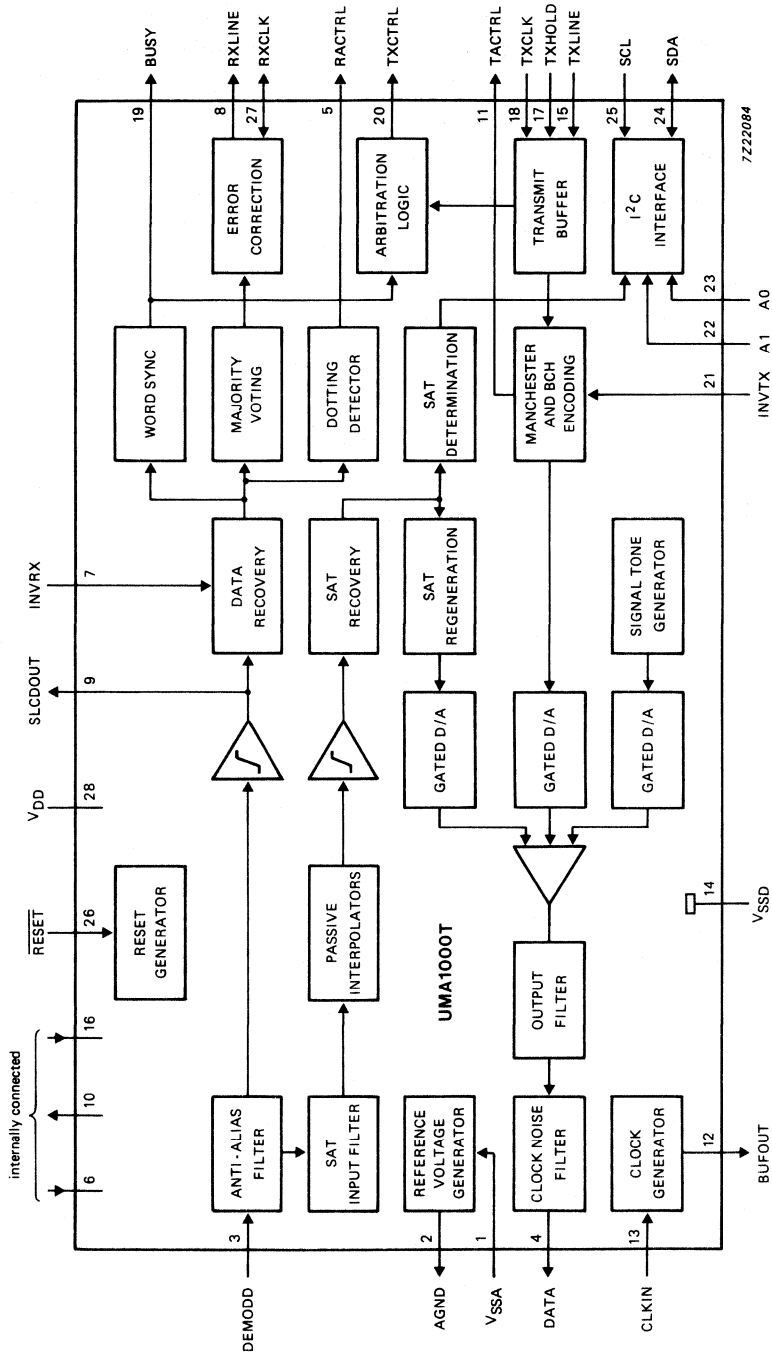 internally connected
6
10
16
RESET
26
VDD
28
SLCDOUT
9
INVRX
7
RESET
GENERATOR
WORD SYNC
19
BUSY
DEMODD
3
ANTI-ALIAS
FILTER
DATA
RECOVERY
MAJORITY
VOTING
ERROR
CORRECTION
8
RXLINE
27
RXCLK
SAT
INPUT FILTER
PASSIVE
INTERPOLATORS
SAT
RECOVERY
DOTTING
DETECTOR
5
RACTRL
ARBITRATION
LOGIC
20
TXCTRL
AGND
2
REFERENCE
VOLTAGE
GENERATOR
VSSA
1
UMA1000T
GATED D/A
SAT
REGENERATION
SAT
DETERMINATION
11
TACTRL
DATA
4
CLOCK NOISE
FILTER
OUTPUT
FILTER
GATED D/A
MANCHESTER
AND BCH
ENCODING
TRANSMIT
BUFFER
18
TXCLK
17
TXHOLD
15
TXLINE
CLKIN
13
CLOCK
GENERATOR
GATED D/A
SIGNAL TONE
GENERATOR
I2C
INTERFACE
25
SCL
24
SDA
12
BUFOUT
14
VSSD
21
INVTX
22
A1
23
A0
7Z22084